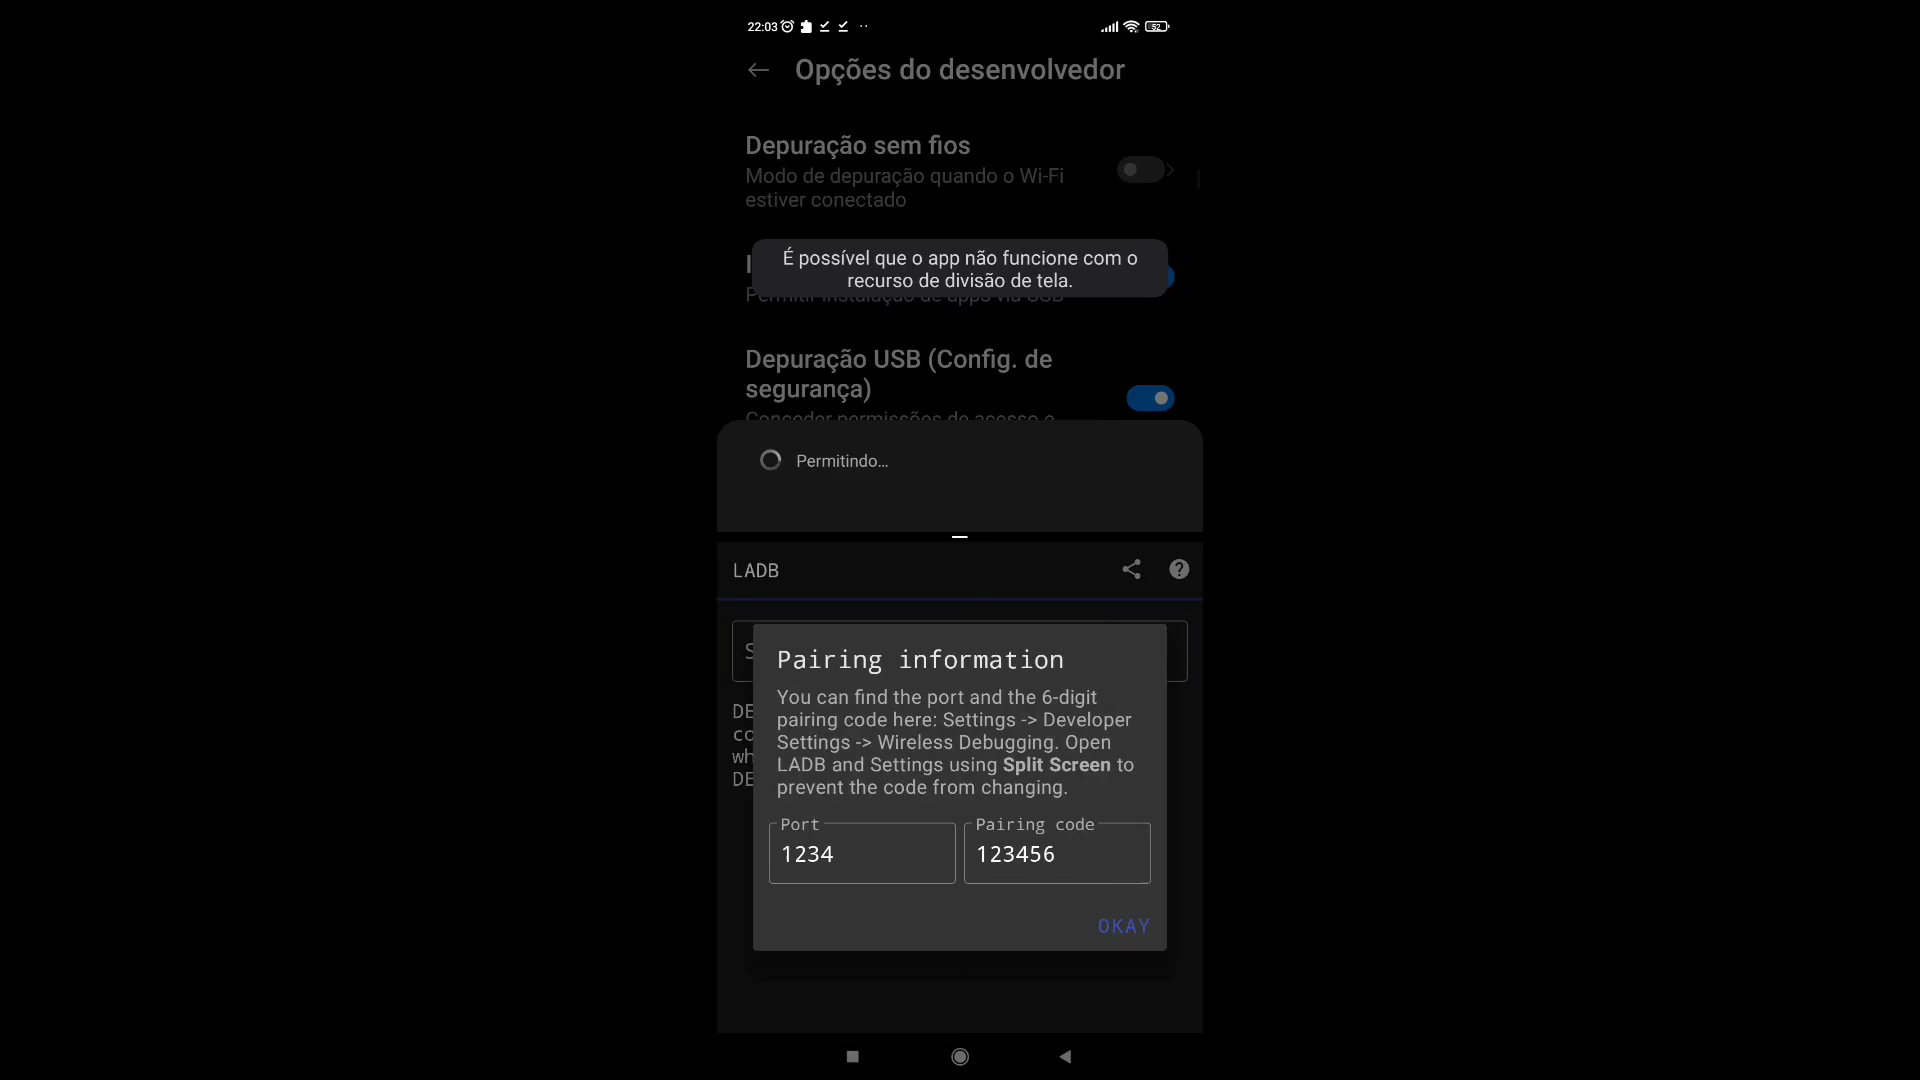 22:03
52
Opções do desenvolvedor
Depuração sem fios
Modo de depuração quando o Wi-Fi
estiver conectado
É possível que o app não funcione com o
recurso de divisão de tela.
Permitir instalação de apps via USB
Depuração USB (Config. de
segurança)
Conceder permissões de acesso e
Permitindo...
LADB
Pairing information
You can find the port and the 6-digit
pairing code here: Settings -> Developer
Settings -> Wireless Debugging. Open
LADB and Settings using Split Screen to
prevent the code from changing.
Port
Pairing code
1234
123456
OKAY